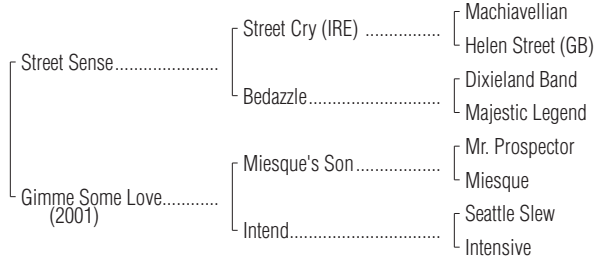 Machiavellian
Street Cry (IRE) .................
Helen Street (GB)
Street Sense.......................
Dixieland Band
Bedazzle.............................
Majestic Legend
Mr. Prospector
Miesque's Son...................
Miesque
Gimme Some Love............
(2001)
Seattle Slew
Intend.................................
Intensive